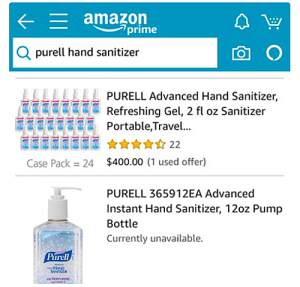 amazon
prime
purell hand sanitizer
PURELL Advanced Hand Sanitizer,
Refreshing Gel, 2 fl oz Sanitizer
Portable,Travel...
22
Case Pack = 24
$400.00 (1 used offer)
PURELL 365912EA Advanced
Instant Hand Sanitizer, 12oz Pump
Bottle
Currently unavailable.
Purell